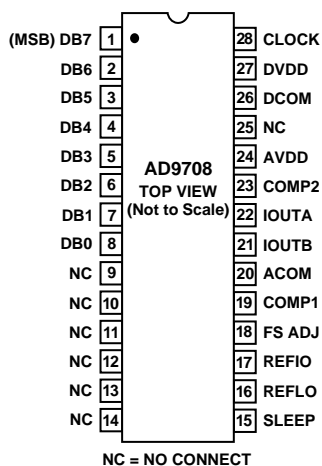 (MSB) DB7 1 28 CLOCK
DB6 2 27 DVDD
DB5 3 26 DCOM
DB4 4 25 NC
DB3 5 24 AVDD
DB2 6 23 COMP2
DB1 7 22 IOUTA
DB0 8 21 IOUTB
NC 9 20 ACOM
NC 10 19 COMP1
NC 11 18 FS ADJ
NC 12 17 REFIO
NC 13 16 REFLO
NC 14 15 SLEEP
AD9708
TOP VIEW
(Not to Scale)
NC = NO CONNECT